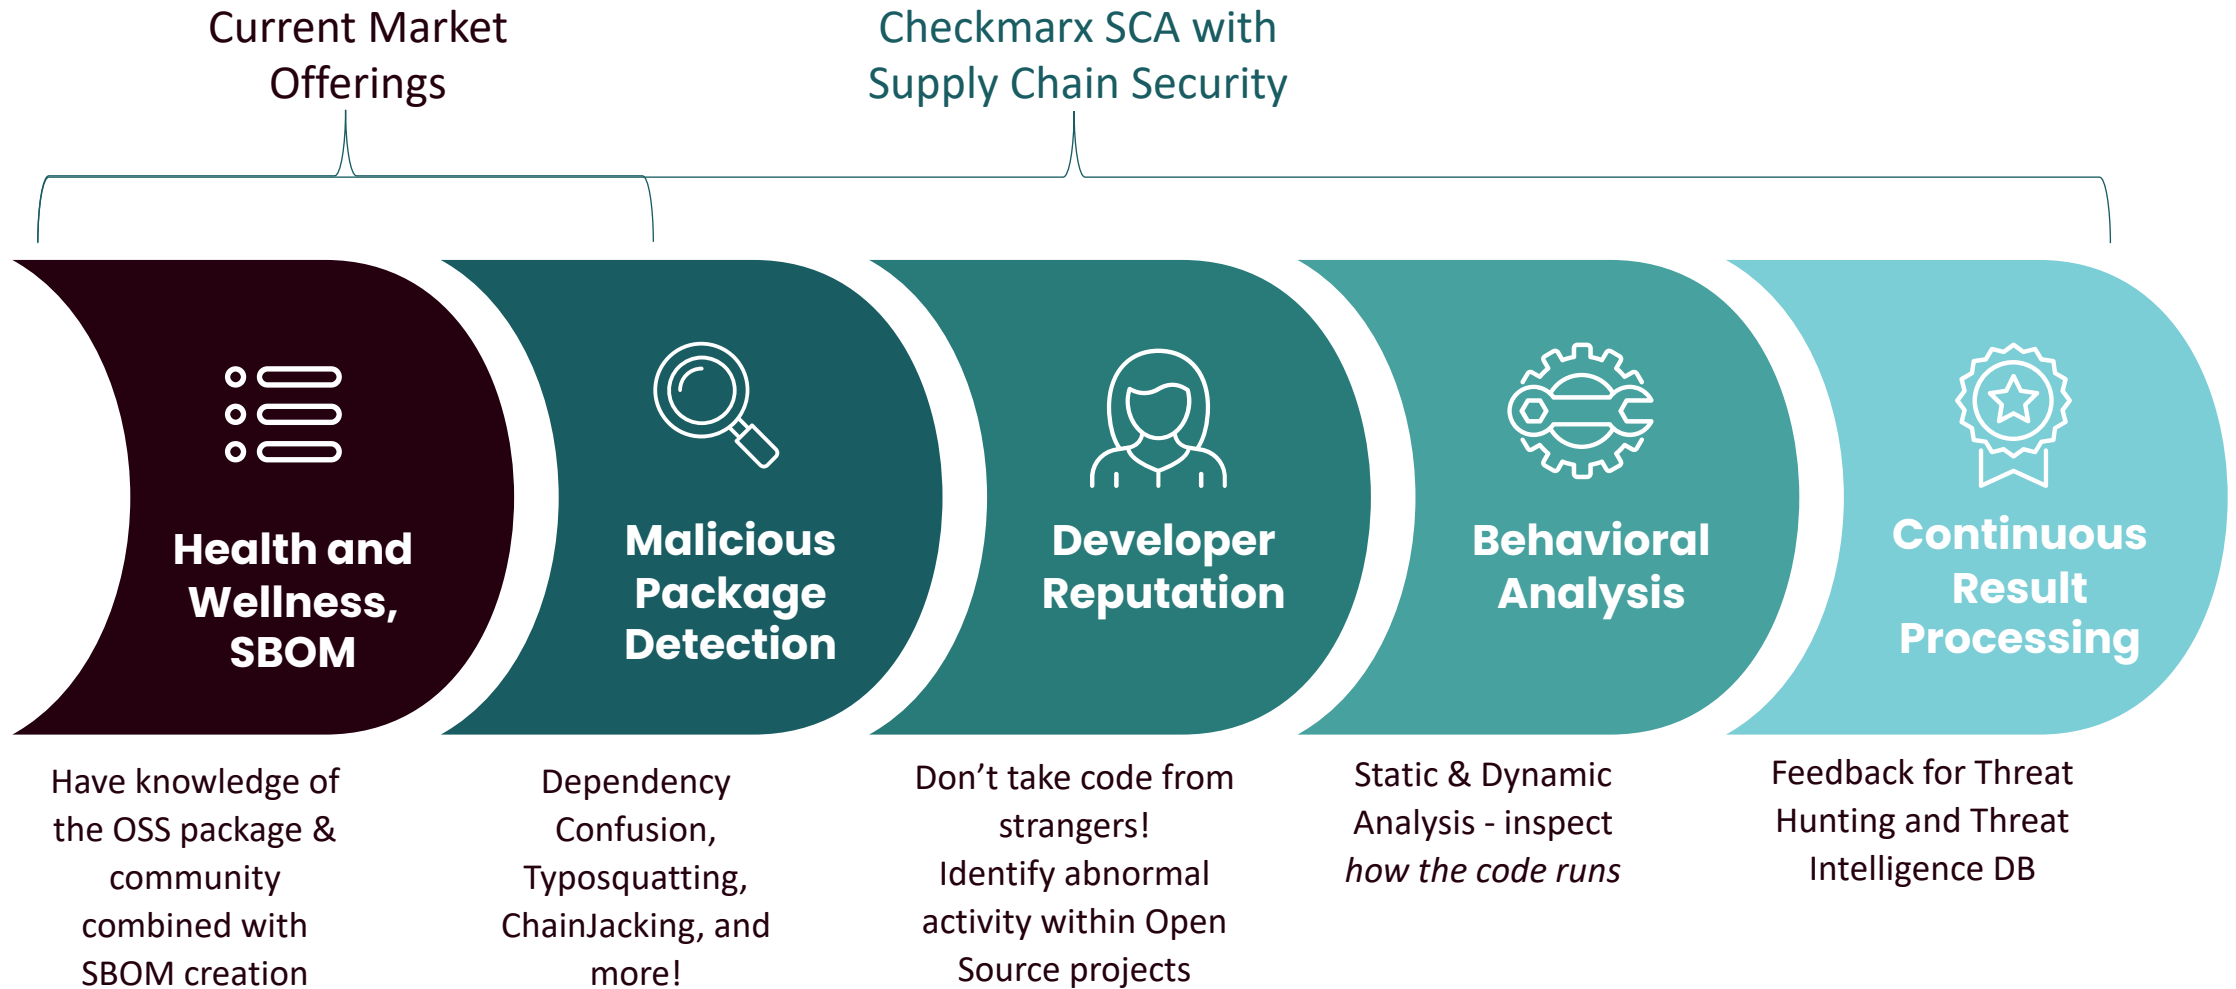 Current Market
Offerings
Checkmarx SCA with
Supply Chain Security
Health and
Wellness,
SBOM
Malicious
Package
Detection
Developer
Reputation
Behavioral
Analysis
Continuous
Result
Processing
Have knowledge of
the OSS package &
community
combined with
SBOM creation
Dependency
Confusion,
Typosquatting,
ChainJacking, and
more!
Don’t take code from
strangers!
Identify abnormal
activity within Open
Source projects
Static & Dynamic
Analysis - inspect
how the code runs
Feedback for Threat
Hunting and Threat
Intelligence DB